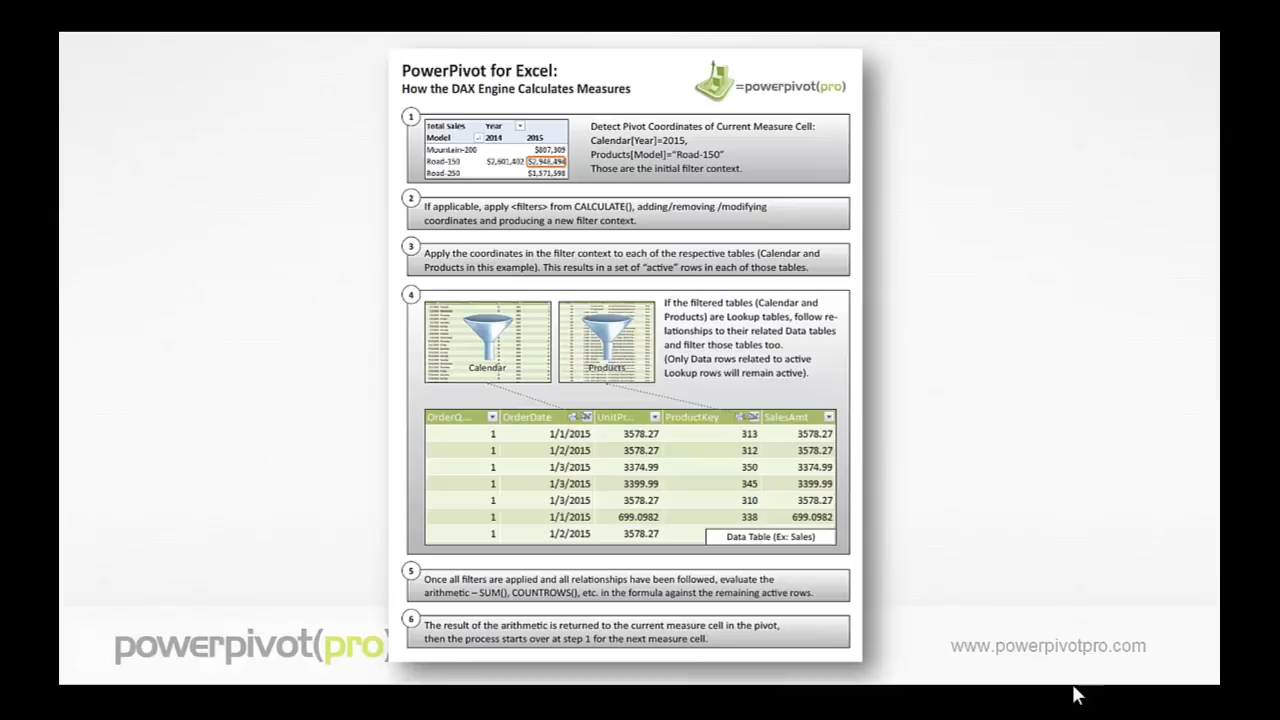 PowerPivot for Excel:
How the DAX Engine Calculates Measures
=powerpivot(pro)
1
Total Sales Year
Model 2014 2015
Mountain-200 $807,309
Road-150 $2,601,402 $2,948,494
Road-250 $1,571,598
Detect Pivot Coordinates of Current Measure Cell:
Calendar[Year]=2015,
Products[Model]="Road-150"
Those are the initial filter context.
2
If applicable, apply <filters> from CALCULATE(), adding/removing /modifying
coordinates and producing a new filter context.
3
Apply the coordinates in the filter context to each of the respective tables (Calendar and
Products in this example). This results in a set of "active" rows in each of those tables.
4
Calendar
Products
If the filtered tables (Calendar and
Products) are Lookup tables, follow re-
lationships to their related Data tables
and filter those tables too.
(Only Data rows related to active
Lookup rows will remain active).
OrderQ... OrderDate UnitPr... ProductKey SalesAmt
1 1/1/2015 3578.27 313 3578.27
1 1/2/2015 3578.27 312 3578.27
1 1/3/2015 3374.99 350 3374.99
1 1/3/2015 3399.99 345 3399.99
1 1/3/2015 3578.27 310 3578.27
1 1/1/2015 699.0982 338 699.0982
1 1/2/2015 3578.27
Data Table (Ex: Sales)
5
Once all filters are applied and all relationships have been followed, evaluate the
arithmetic – SUM(), COUNTROWS(), etc. in the formula against the remaining active rows.
6
The result of the arithmetic is returned to the current measure cell in the pivot,
then the process starts over at step 1 for the next measure cell.
powerpivot(pro)
www.powerpivotpro.com